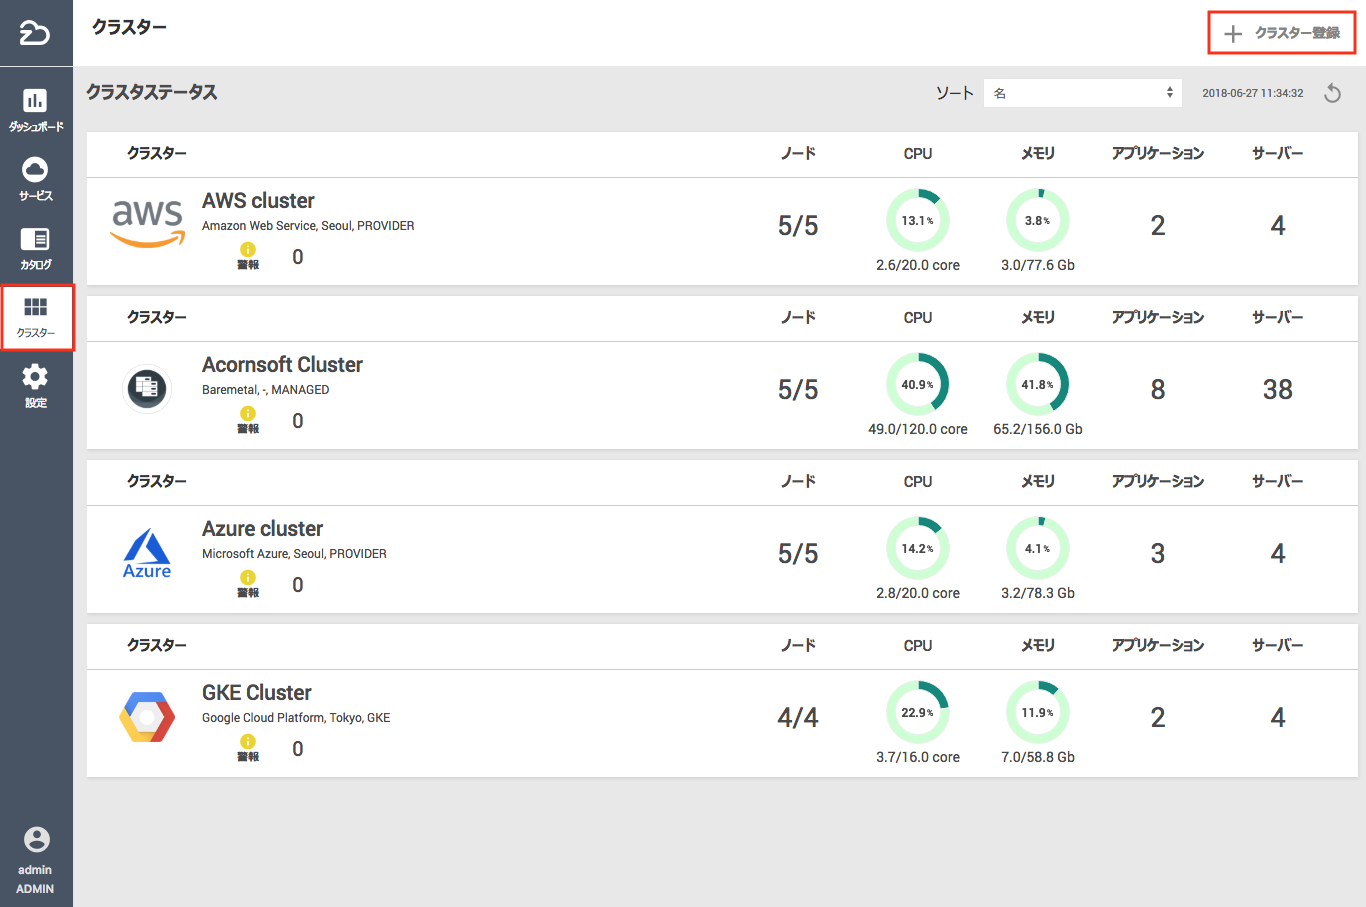 クラスター
クラスター登録
ダッシュボード
サービス
カタログ
クラスター
設定
admin
ADMIN
クラスタステータス
ソート 名 2018-06-27 11:34:32
クラスター ノード CPU メモリ アプリケーション サーバー
aws AWS cluster
Amazon Web Service, Seoul, PROVIDER
警報 0
5/5 13.1% 3.8% 2 4
2.6/20.0 core 3.0/77.6 Gb
クラスター ノード CPU メモリ アプリケーション サーバー
Acornsoft Cluster
Baremetal, -, MANAGED
警報 0
5/5 40.9% 41.8% 8 38
49.0/120.0 core 65.2/156.0 Gb
クラスター ノード CPU メモリ アプリケーション サーバー
Azure Azure cluster
Microsoft Azure, Seoul, PROVIDER
警報 0
5/5 14.2% 4.1% 3 4
2.8/20.0 core 3.2/78.3 Gb
クラスター ノード CPU メモリ アプリケーション サーバー
GKE Cluster
Google Cloud Platform, Tokyo, GKE
警報 0
4/4 22.9% 11.9% 2 4
3.7/16.0 core 7.0/58.8 Gb